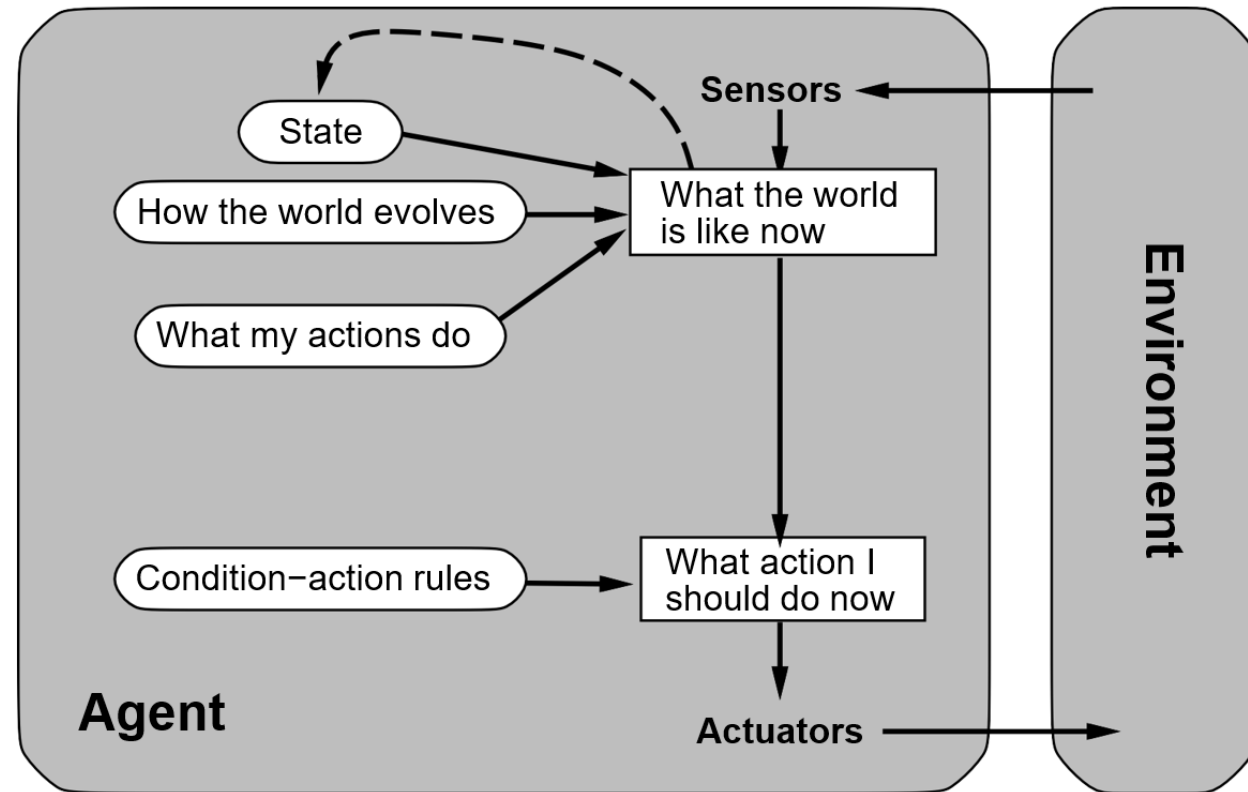 Sensors
State
What the world
is like now
How the world evolves
What my actions do
Environment
Condition−action rules
What action I
should do now
Agent
Actuators